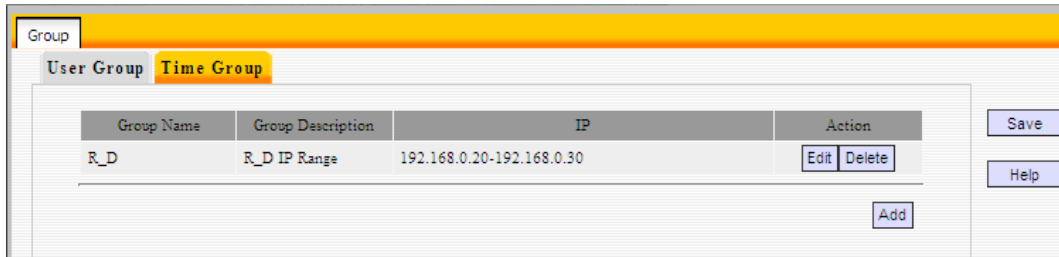 Group
User Group Time Group
Group Name Group Description IP Action
R_D R_D IP Range 192.168.0.20-192.168.0.30 Edit Delete
Add
Save
Help